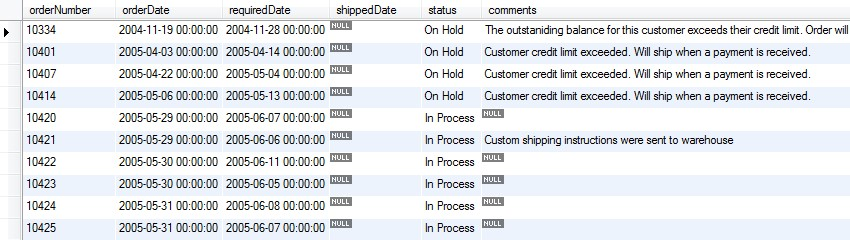 orderNumber orderDate requiredDate shippedDate status comments
10334 2004-11-19 00:00:00 2004-11-28 00:00:00 NULL On Hold The outstaniding balance for this customer exceeds their credit limit. Order will
10401 2005-04-03 00:00:00 2005-04-14 00:00:00 NULL On Hold Customer credit limit exceeded. Will ship when a payment is received.
10407 2005-04-22 00:00:00 2005-05-04 00:00:00 NULL On Hold Customer credit limit exceeded. Will ship when a payment is received.
10414 2005-05-06 00:00:00 2005-05-13 00:00:00 NULL On Hold Customer credit limit exceeded. Will ship when a payment is received.
10420 2005-05-29 00:00:00 2005-06-07 00:00:00 NULL In Process NULL
10421 2005-05-29 00:00:00 2005-06-06 00:00:00 NULL In Process Custom shipping instructions were sent to warehouse
10422 2005-05-30 00:00:00 2005-06-11 00:00:00 NULL In Process NULL
10423 2005-05-30 00:00:00 2005-06-05 00:00:00 NULL In Process NULL
10424 2005-05-31 00:00:00 2005-06-08 00:00:00 NULL In Process NULL
10425 2005-05-31 00:00:00 2005-06-07 00:00:00 NULL In Process NULL